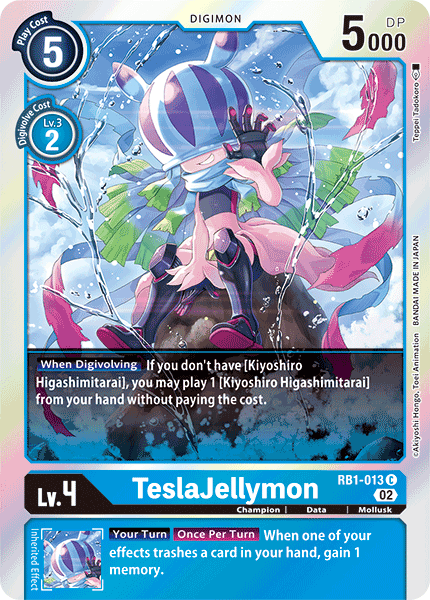 DIGIMON
Play Cost
5
DP
5000
Digivolve Cost
Lv.3
2
Teppei Tadokoro
©Akiyoshi Hongo, Toei Animation BANDAI MADE IN JAPAN
When Digivolving If you don't have [Kiyoshiro
Higashimitarai], you may play 1 [Kiyoshiro Higashimitarai]
from your hand without paying the cost.
RB1-013 C
02
Lv.4
TeslaJellymon
Champion | Data | Mollusk
Inherited Effect
Your Turn Once Per Turn When one of your
effects trashes a card in your hand, gain 1
memory.